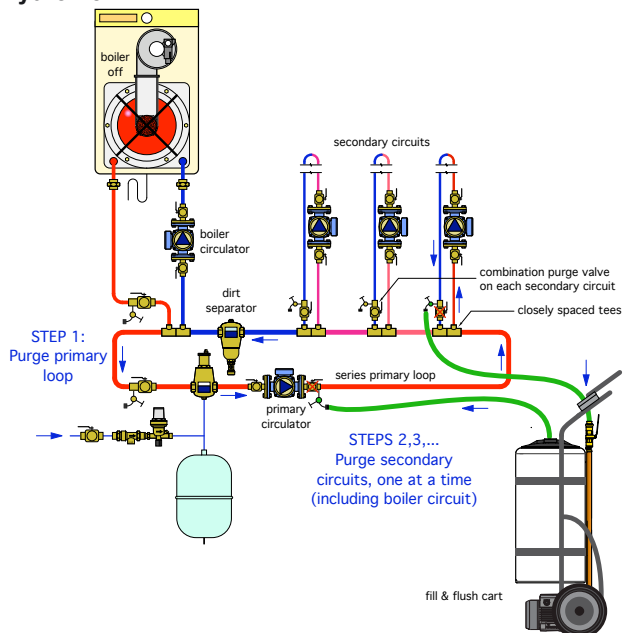 boiler
off
secondary circuits
boiler
circulator
combination purge valve
on each secondary circuit
dirt
separator
closely spaced tees
STEP 1:
Purge primary
loop
series primary loop
primary
circulator
STEPS 2,3,...
Purge secondary
circuits, one at a time
(including boiler circuit)
fill & flush cart